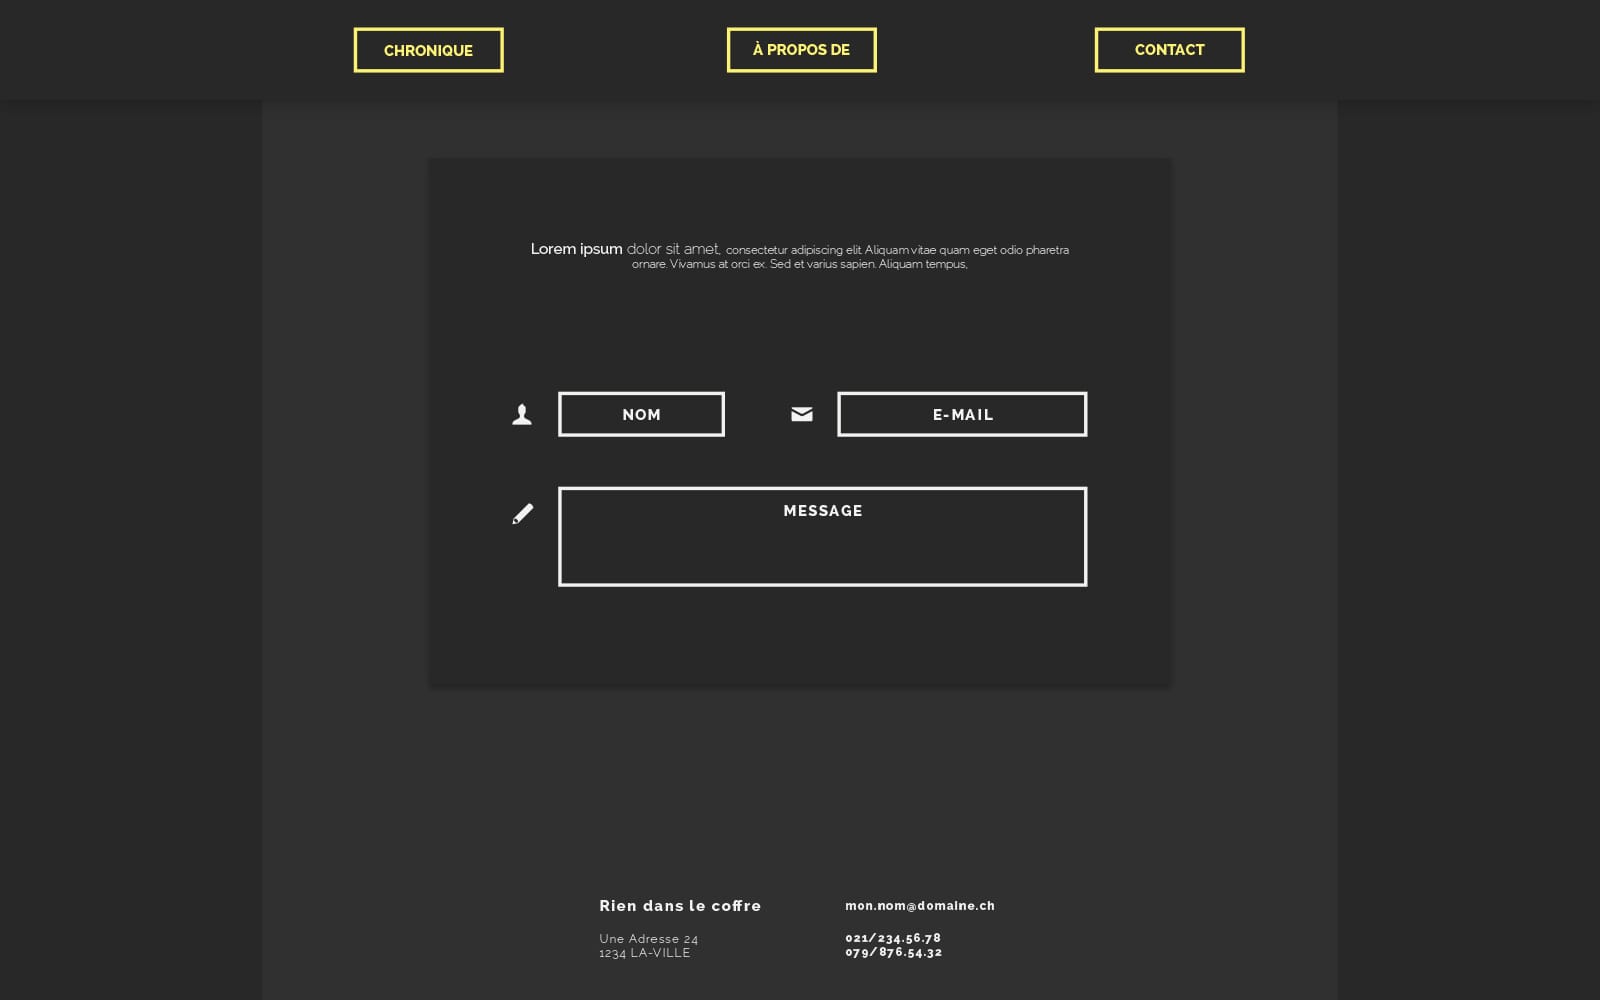 CHRONIQUE
À PROPOS DE
CONTACT
Lorem ipsum dolor sit amet, consectetur adipiscing elit. Aliquam vitae quam eget odio pharetra
ornare. Vivamus at orci ex. Sed et varius sapien. Aliquam tempus,
NOM
E-MAIL
MESSAGE
Rien dans le coffre
mon.nom@domaine.ch
Une Adresse 24
1234 LA-VILLE
021/234.56.78
079/876.54.32